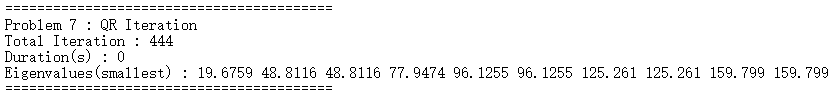 =========================================
Problem 7 : QR Iteration
Total Iteration : 444
Duration(s) : 0
Eigenvalues(smallest) : 19.6759 48.8116 48.8116 77.9474 96.1255 96.1255 125.261 125.261 159.799 159.799
=========================================